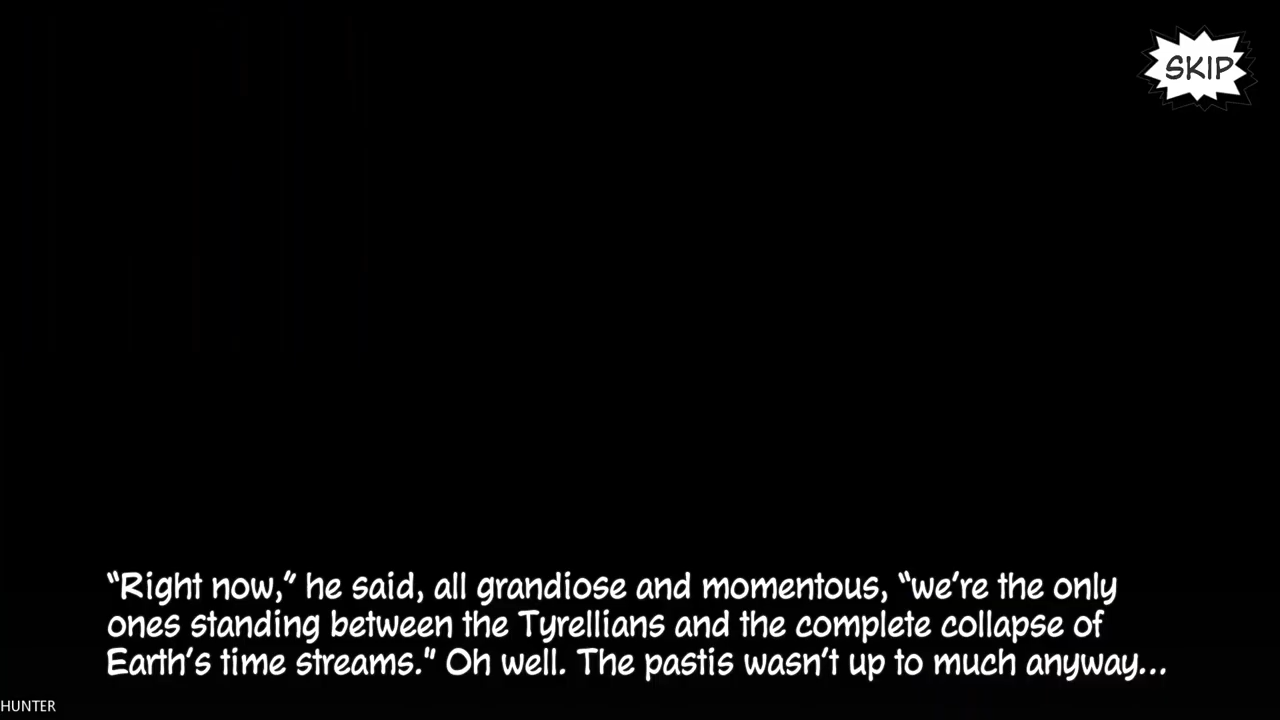 SKIP
“Right now,” he said, all grandiose and momentous, “we’re the only
ones standing between the Tyrellians and the complete collapse of
Earth’s time streams.” Oh well. The pastis wasn’t up to much anyway...
HUNTER